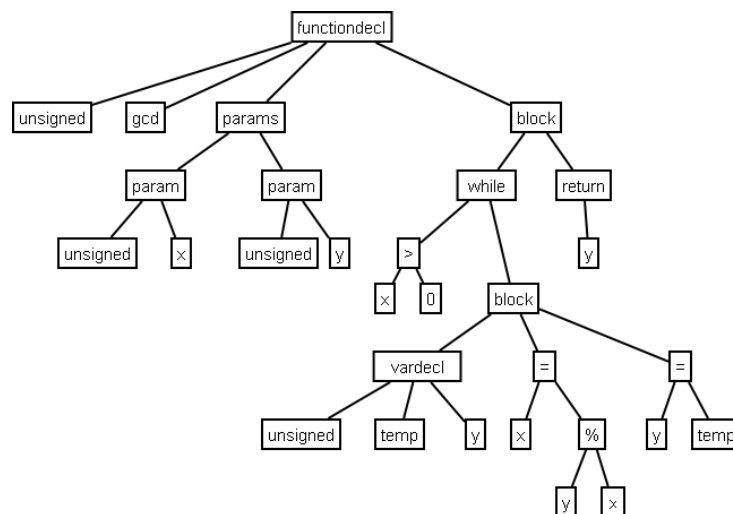 functiondecl
unsigned gcd params block
param param while return
unsigned x unsigned y > y
x 0 block
vardecl = =
unsigned temp y x % y temp
y x